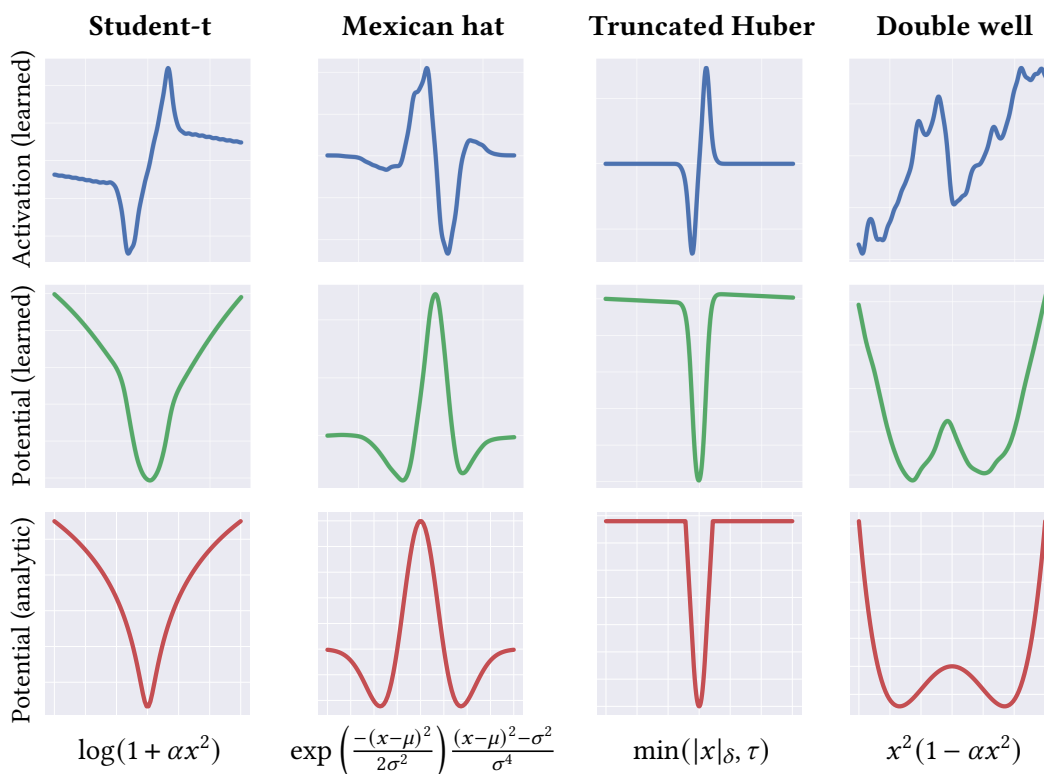 Student-t
Mexican hat
Truncated Huber
Double well
Activation (learned)
Potential (learned)
Potential (analytic)
log(1 + αx²)
exp(−(x−μ)²/2σ²) (x−μ)²−σ²/σ⁴
min(|x|δ, τ)
x²(1 − αx²)